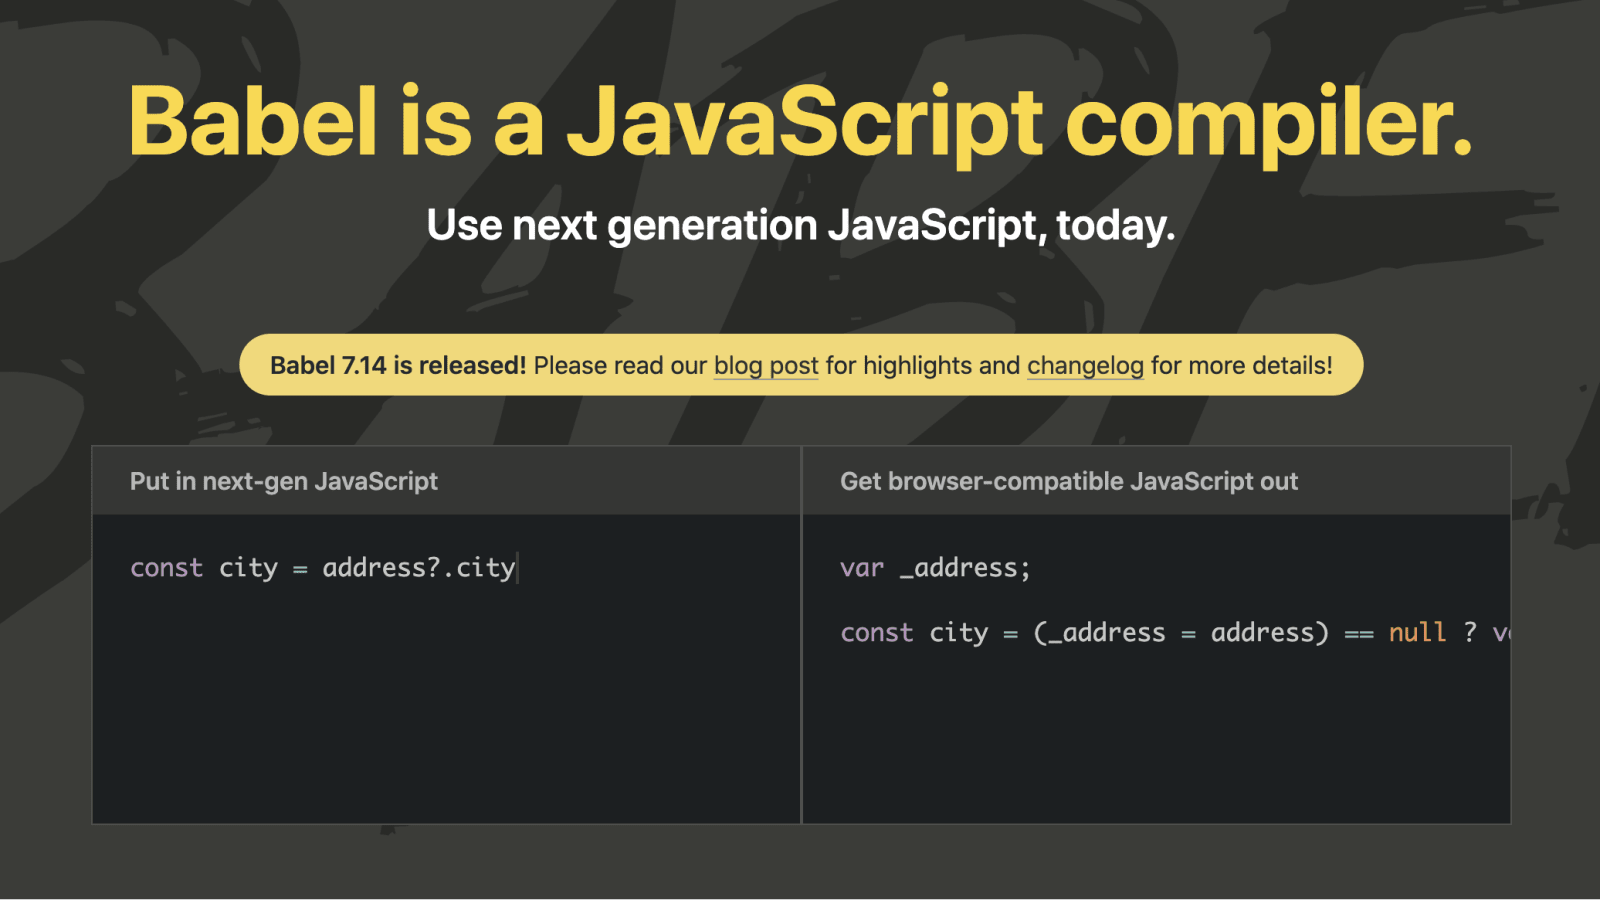 Babel is a JavaScript compiler.
Use next generation JavaScript, today.
Babel 7.14 is released! Please read our blog post for highlights and changelog for more details!
Put in next-gen JavaScript
const city = address?.city
Get browser-compatible JavaScript out
var _address;
const city = (_address = address) == null ?